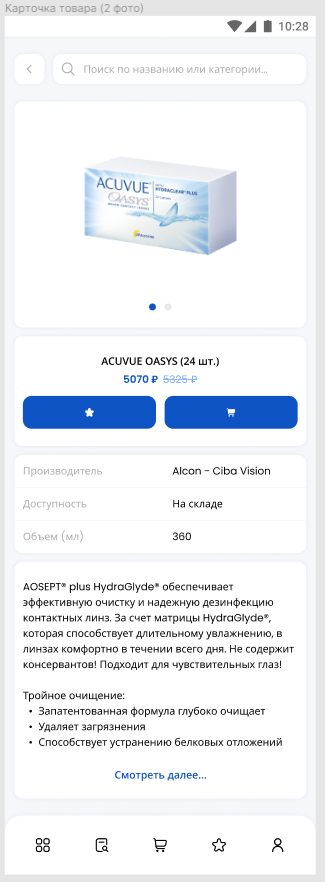 Карточка товара (2 фото)
10:28
Поиск по названию или категории...
ACUVUE
OASYS
HYDRACLEAR PLUS
ACUVUE OASYS (24 шт.)
5070 ₽ 5325 ₽
Производитель Alcon - Ciba Vision
Доступность На складе
Объем (мл) 360
AOSEPT® plus HydraGlyde® обеспечивает
эффективную очистку и надежную дезинфекцию
контактных линз. За счет матрицы HydraGlyde®,
которая способствует длительному увлажнению, в
линзах комфортно в течении всего дня. Не содержит
консервантов! Подходит для чувствительных глаз!
Тройное очищение:
• Запатентованная формула глубоко очищает
• Удаляет загрязнения
• Способствует устранению белковых отложений
Смотреть далее...